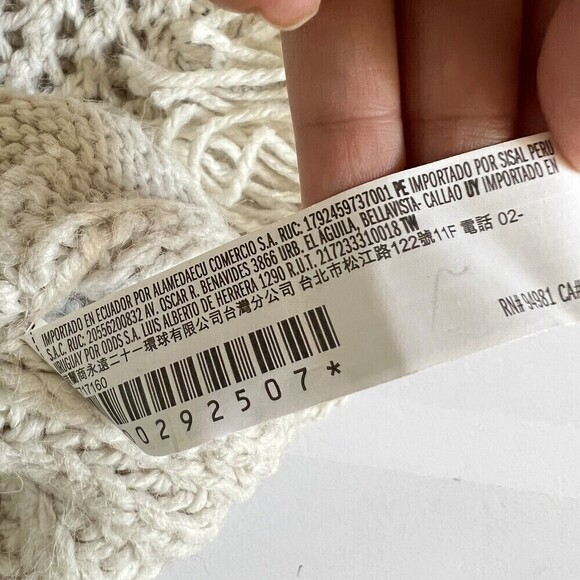 IMPORTADO EN ECUADOR POR ALAMEDAECU COMERCIO S.A. RUC: 1792459737001 PE IMPORTADO POR SISAL PERU
S.A.C. RUC: 20556200832 AV. OSCAR R. BENAVIDES 3866 URB. EL AGUILA, BELLAVISTA- CALLAO UY IMPORTADO EN
URUGUAY POR ODDS S.A. LUIS ALBERTO DE HERRERA 1290 R.U.T. 217233310018 TW
商永遠二十一環球有限公司台灣分公司 台北市松江路122號11F 電話 02-
17160
0292507*
RN# 94981 CA#